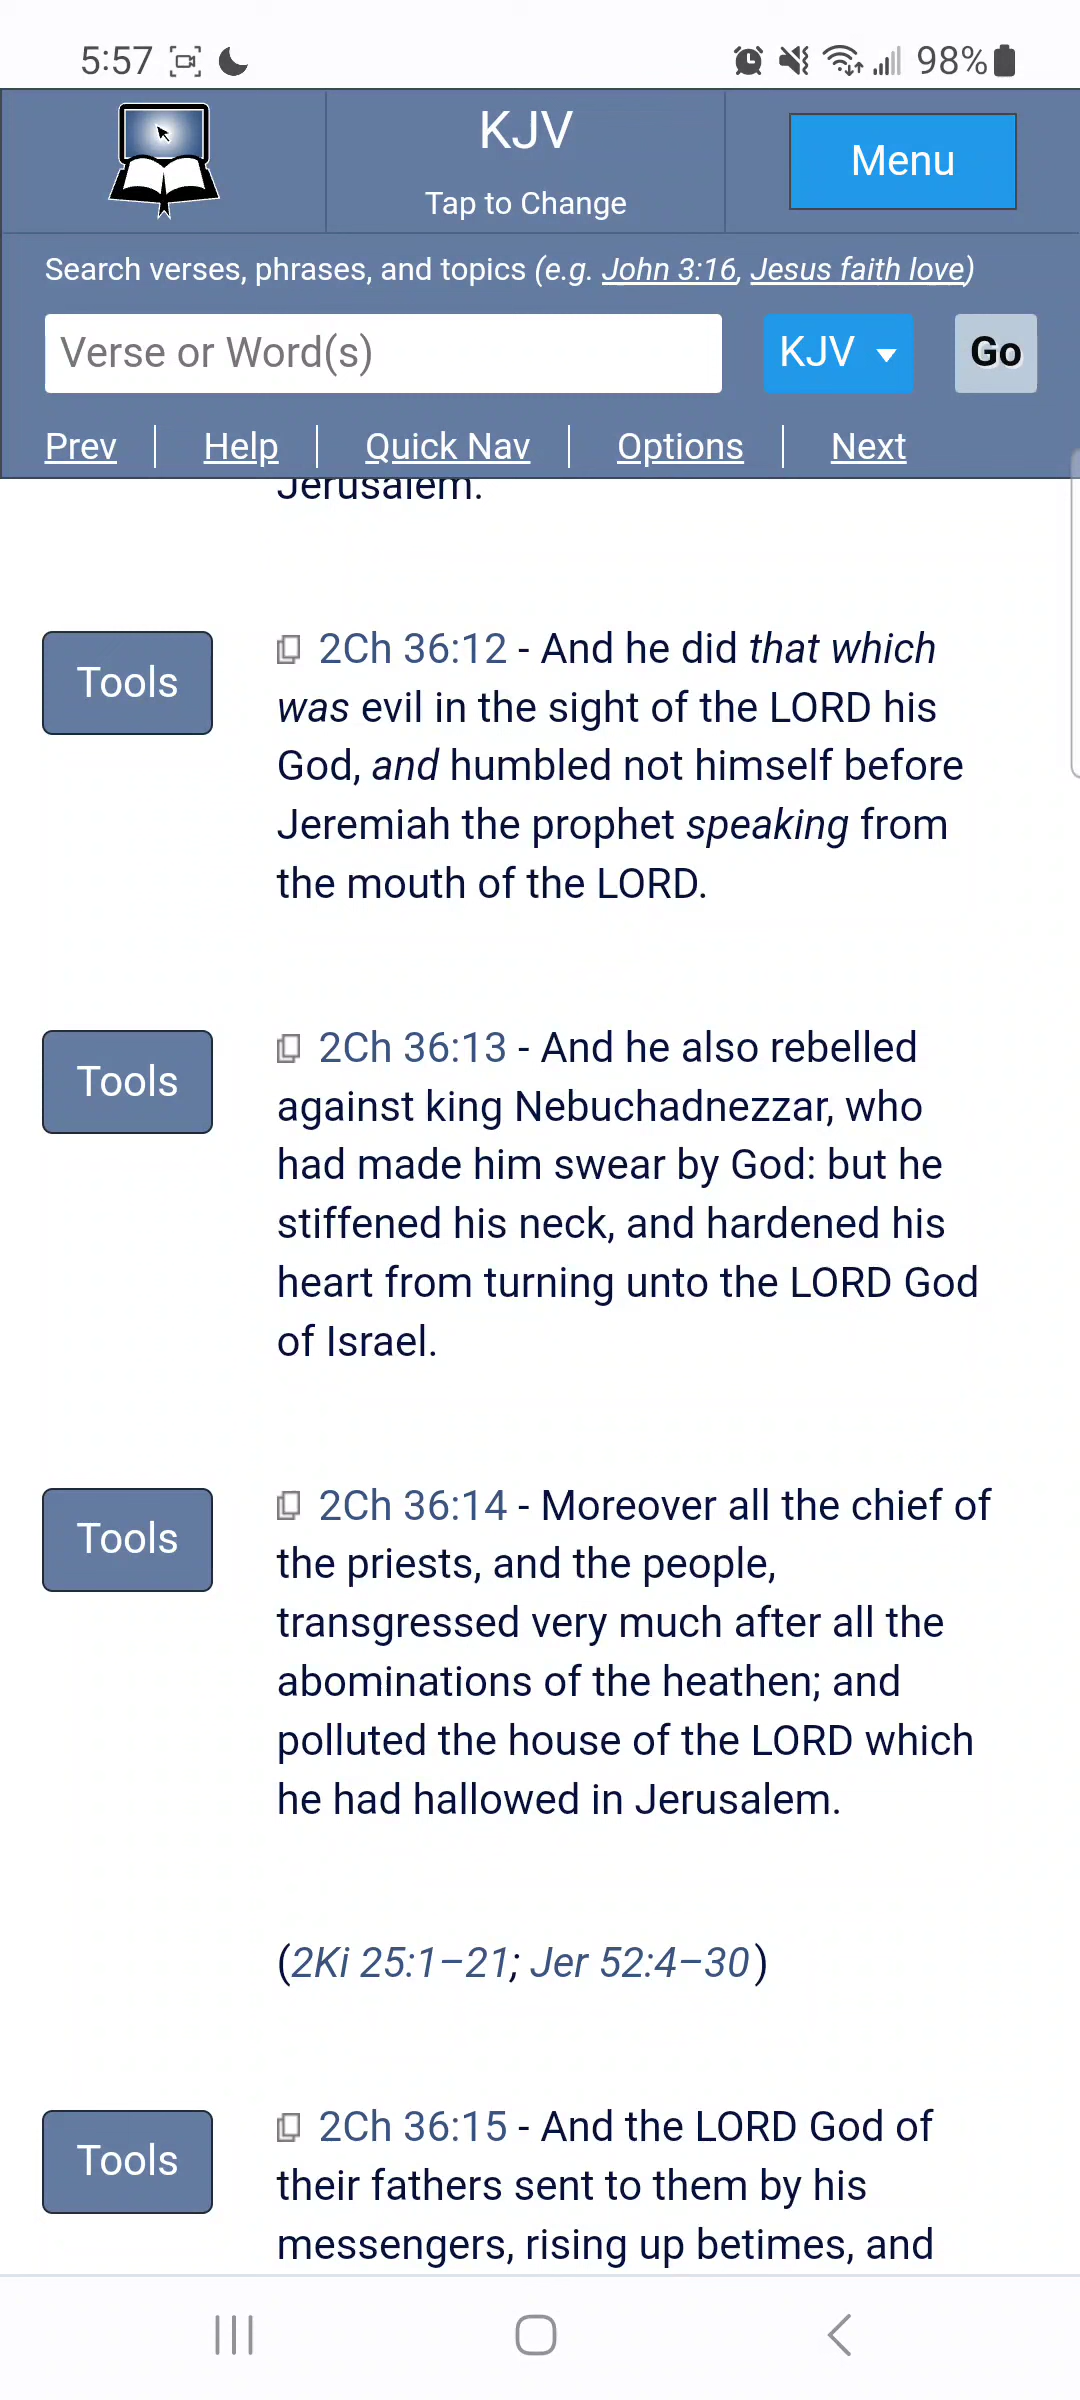 5:57 98%
KJV
Tap to Change
Menu
Search verses, phrases, and topics (e.g. John 3:16, Jesus faith love)
Verse or Word(s) KJV Go
Prev Help Quick Nav Options Next
Jerusalem.
Tools
2Ch 36:12 - And he did that which
was evil in the sight of the LORD his
God, and humbled not himself before
Jeremiah the prophet speaking from
the mouth of the LORD.
Tools
2Ch 36:13 - And he also rebelled
against king Nebuchadnezzar, who
had made him swear by God: but he
stiffened his neck, and hardened his
heart from turning unto the LORD God
of Israel.
Tools
2Ch 36:14 - Moreover all the chief of
the priests, and the people,
transgressed very much after all the
abominations of the heathen; and
polluted the house of the LORD which
he had hallowed in Jerusalem.
(2Ki 25:1–21; Jer 52:4–30)
Tools
2Ch 36:15 - And the LORD God of
their fathers sent to them by his
messengers, rising up betimes, and